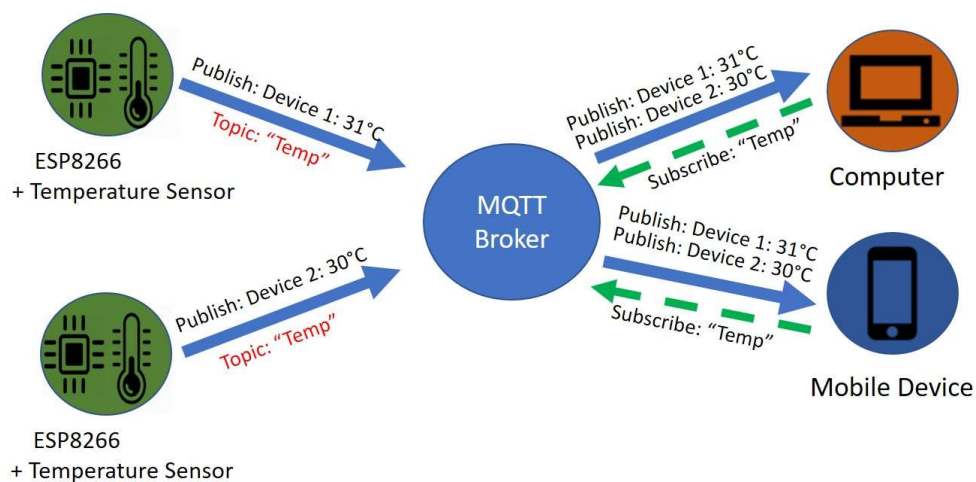 Publish: Device 1: 31°C
Topic: “Temp”
ESP8266
+ Temperature Sensor
Publish: Device 2: 30°C
Topic: “Temp”
ESP8266
+ Temperature Sensor
MQTT
Broker
Publish: Device 1: 31°C
Publish: Device 2: 30°C
Subscribe: “Temp”
Computer
Publish: Device 1: 31°C
Publish: Device 2: 30°C
Subscribe: “Temp”
Mobile Device